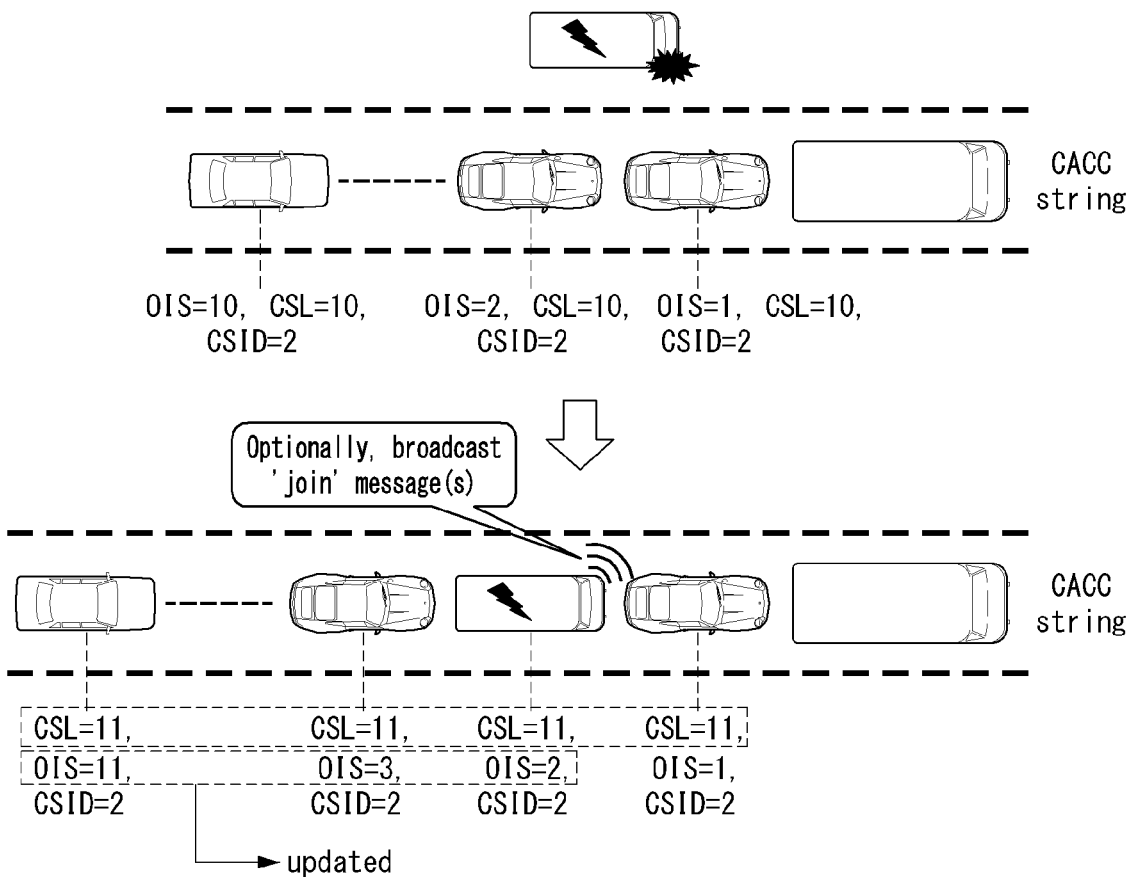 CACC
string
OIS=10, CSL=10, OIS=2, CSL=10, OIS=1, CSL=10,
CSID=2 CSID=2 CSID=2
Optionally, broadcast
'join' message(s)
CACC
string
CSL=11, CSL=11, CSL=11, CSL=11,
OIS=11, OIS=3, OIS=2, OIS=1,
CSID=2 CSID=2 CSID=2 CSID=2
updated